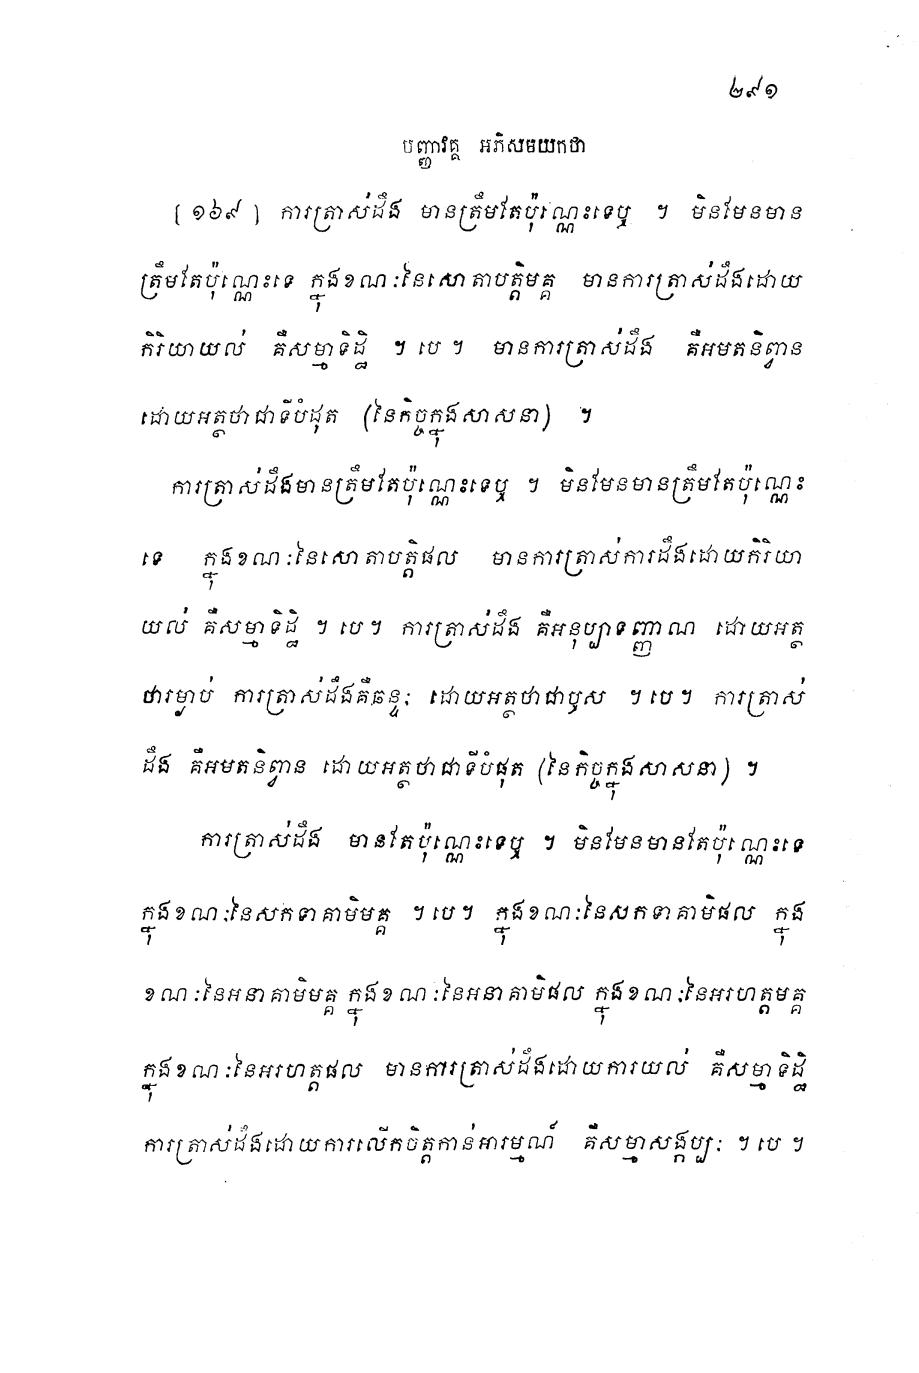 ២៩១
បញ្ញាវគ្គ អភិសមយកថា
[១៦៩] ការត្រាស់ដឹង មានត្រឹមតែប៉ុណ្ណេះទេឬ ។ មិនមែនមាន
ត្រឹមតែប៉ុណ្ណេះទេ ក្នុងខណៈនៃសោតាបត្តិមគ្គ មានការត្រាស់ដឹងដោយ
កិរិយាយល់ គឺសម្មាទិដ្ឋិ ។ បេ ។ មានការត្រាស់ដឹង គឺអមតនិព្វាន
ដោយអត្ថថាជាទីបំផុត (នៃកិច្ចក្នុងសាសនា) ។
ការត្រាស់ដឹងមានត្រឹមតែប៉ុណ្ណេះទេឬ ។ មិនមែនមានត្រឹមតែប៉ុណ្ណេះ
ទេ ក្នុងខណៈនៃសោតាបត្តិផល មានការត្រាស់ការដឹងដោយកិរិយា
យល់ គឺសម្មាទិដ្ឋិ ។ បេ ។ ការត្រាស់ដឹង គឺអនុប្បាទញ្ញាណ ដោយអត្ថ
ថារម្ងាប់ ការត្រាស់ដឹងគឺឆន្ទៈ ដោយអត្ថថាជាឫស ។ បេ ។ ការត្រាស់
ដឹង គឺអមតនិព្វាន ដោយអត្ថថាជាទីបំផុត (នៃកិច្ចក្នុងសាសនា) ។
ការត្រាស់ដឹង មានតែប៉ុណ្ណេះទេឬ ។ មិនមែនមានតែប៉ុណ្ណេះទេ
ក្នុងខណៈនៃសកទាគាមិមគ្គ ។ បេ ។ ក្នុងខណៈនៃសកទាគាមិផល ក្នុង
ខណៈនៃអនាគាមិមគ្គ ក្នុងខណៈនៃអនាគាមិផល ក្នុងខណៈនៃអរហត្តមគ្គ
ក្នុងខណៈនៃអរហត្តផល មានការត្រាស់ដឹងដោយការយល់ គឺសម្មាទិដ្ឋិ
ការត្រាស់ដឹងដោយការលើកចិត្តកាន់អារម្មណ៍ គឺសម្មាសង្កប្បៈ ។ បេ ។